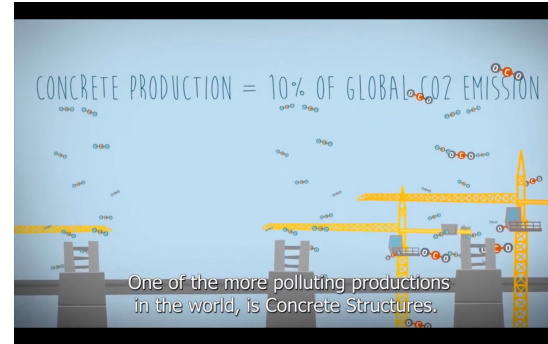 CONCRETE PRODUCTION = 10% OF GLOBAL CO2 EMISSION
One of the more polluting productions
in the world, is Concrete Structures.